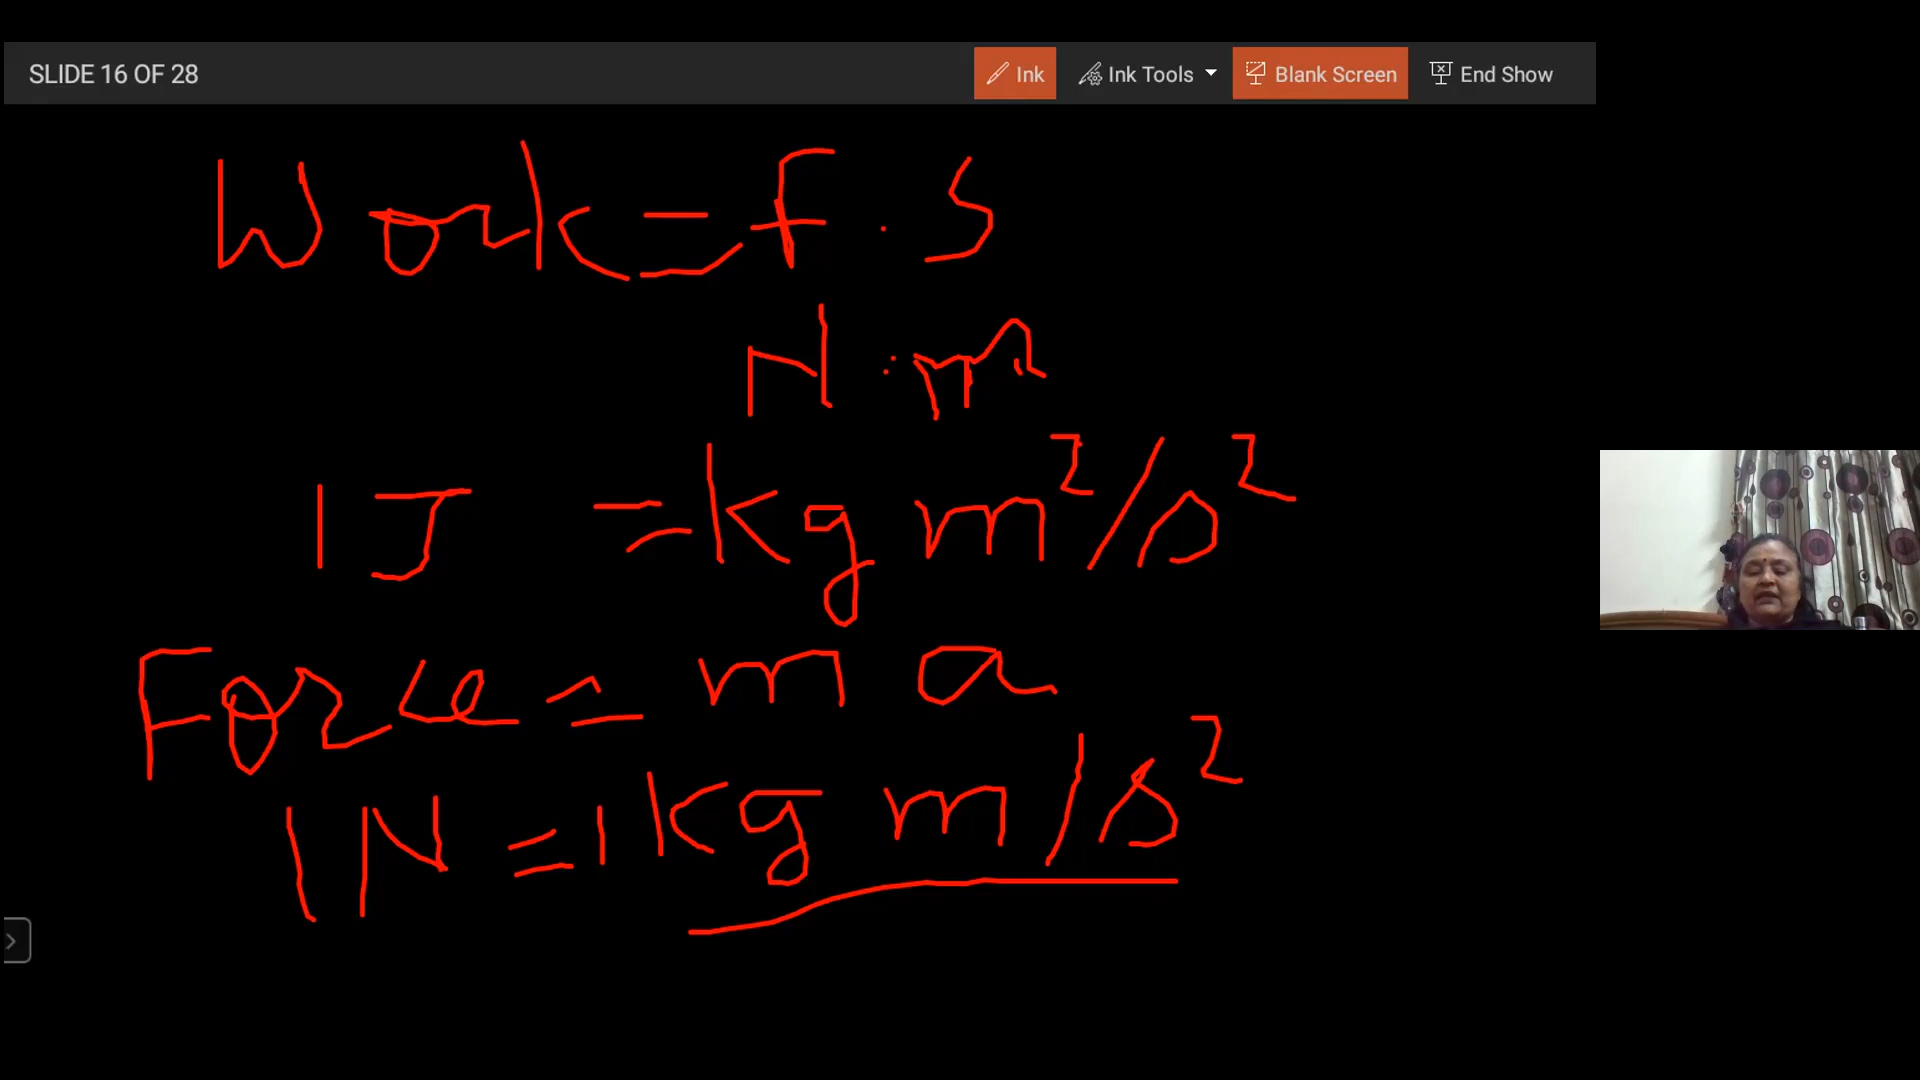 SLIDE 16 OF 28 Ink Ink Tools Blank Screen End Show
Work = F . S
N . m
1 J = kg m²/s²
Force = m a
1 N = 1 kg m/s²